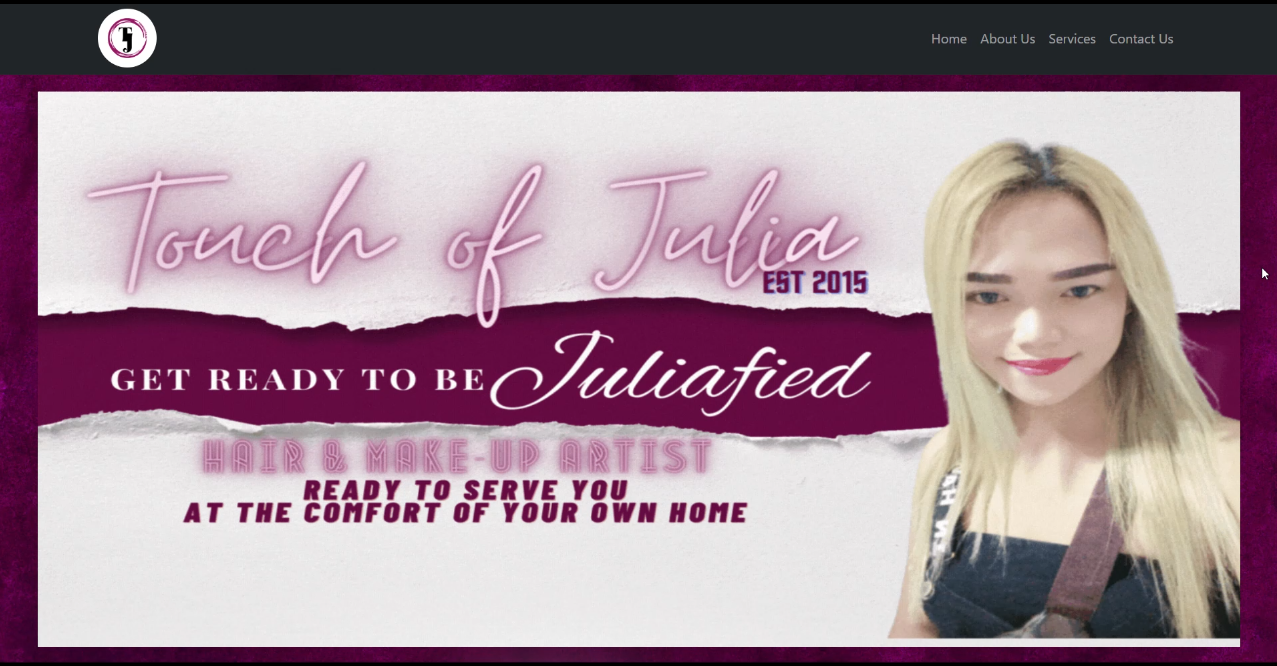 TJ
Home About Us Services Contact Us
Touch of Julia
EST 2015
GET READY TO BE Juliafied
HAIR & MAKE-UP ARTIST
READY TO SERVE YOU
AT THE COMFORT OF YOUR OWN HOME